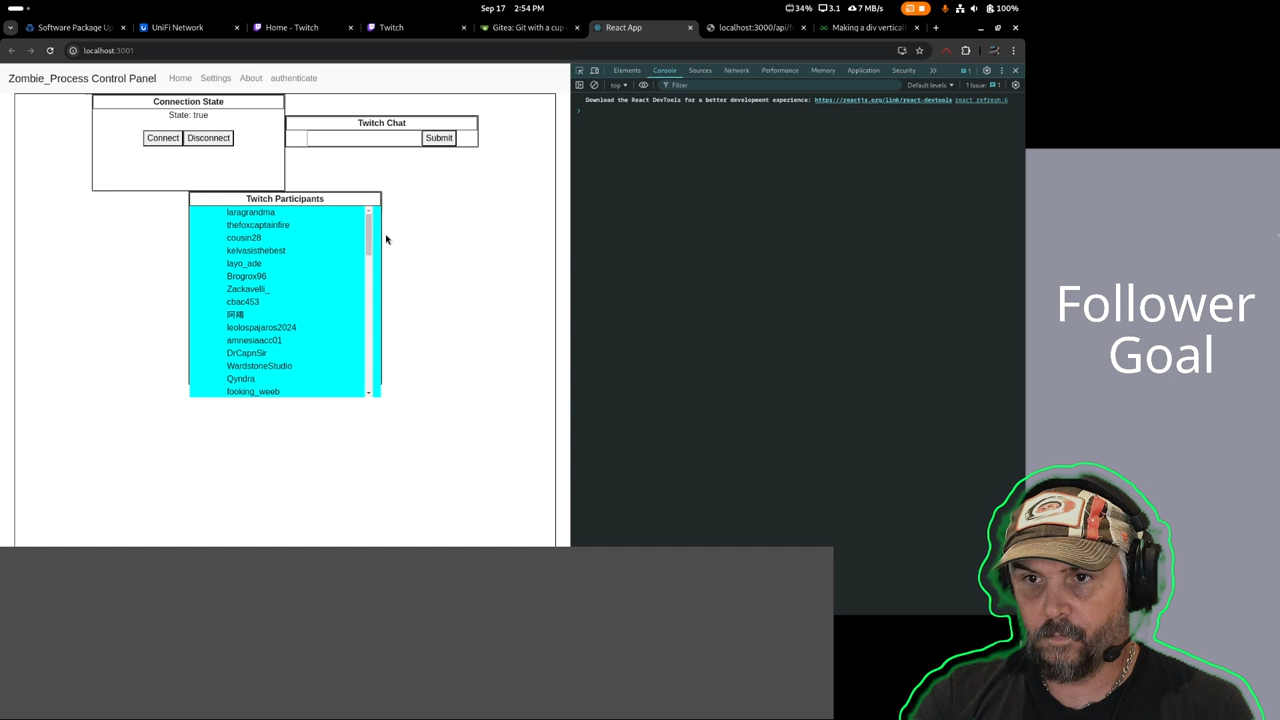 Sep 17 2:54 PM
34% 3.1 7 MB/s 100%
Software Package Up
UniFi Network
Home - Twitch
Twitch
Gitea: Git with a cup
React App
localhost:3000/api/f
Making a div vertical
localhost:3001
Zombie_Process Control Panel Home Settings About authenticate
Elements Console Sources Network Performance Memory Application Security 1
top Filter Default levels 1 Issue: 1
Download the React DevTools for a better development experience: https://reactjs.org/link/react-devtools react refresh:6
Connection State
State: true
Connect Disconnect
Twitch Chat
Submit
Twitch Participants
laragrandma
thefoxcaptainfire
cousin28
kelvasisthebest
layo_ade
Brogrox96
Zackavelli_
cbac453
leolospajaros2024
amnesiaacc01
DrCapnSir
WardstoneStudio
Qyndra
fooking_weeb
Follower
Goal